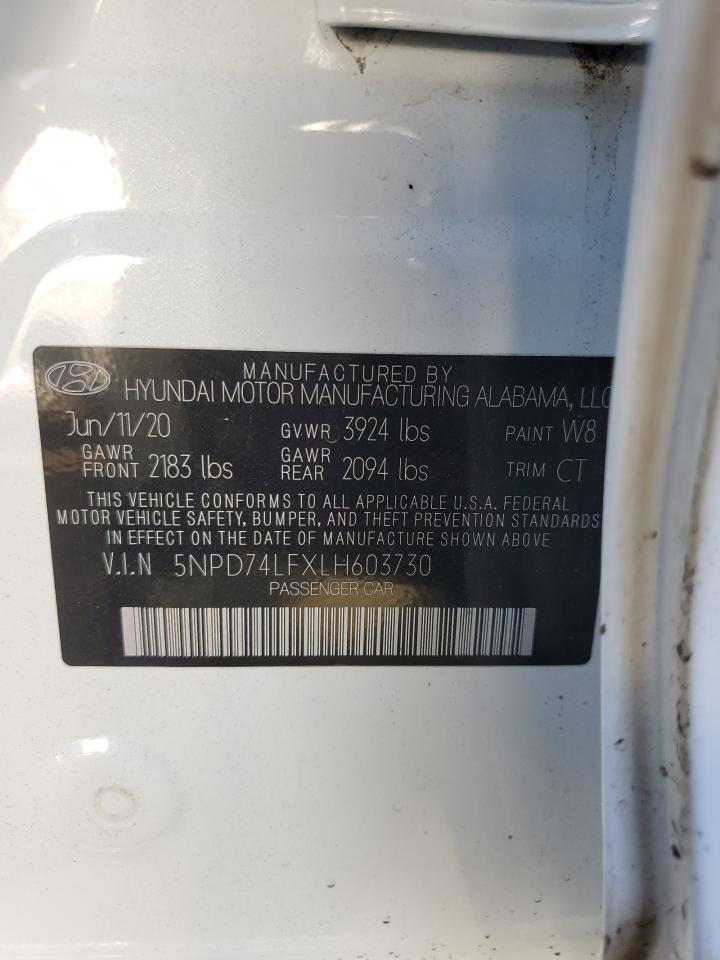 MANUFACTURED BY
HYUNDAI MOTOR MANUFACTURING ALABAMA, LLC
Jun/11/20 GVWR 3924 lbs PAINT W8
GAWR FRONT 2183 lbs GAWR REAR 2094 lbs TRIM CT
THIS VEHICLE CONFORMS TO ALL APPLICABLE U.S.A. FEDERAL
MOTOR VEHICLE SAFETY, BUMPER, AND THEFT PREVENTION STANDARDS
IN EFFECT ON THE DATE OF MANUFACTURE SHOWN ABOVE
V.I.N 5NPD74LFXLH603730
PASSENGER CAR